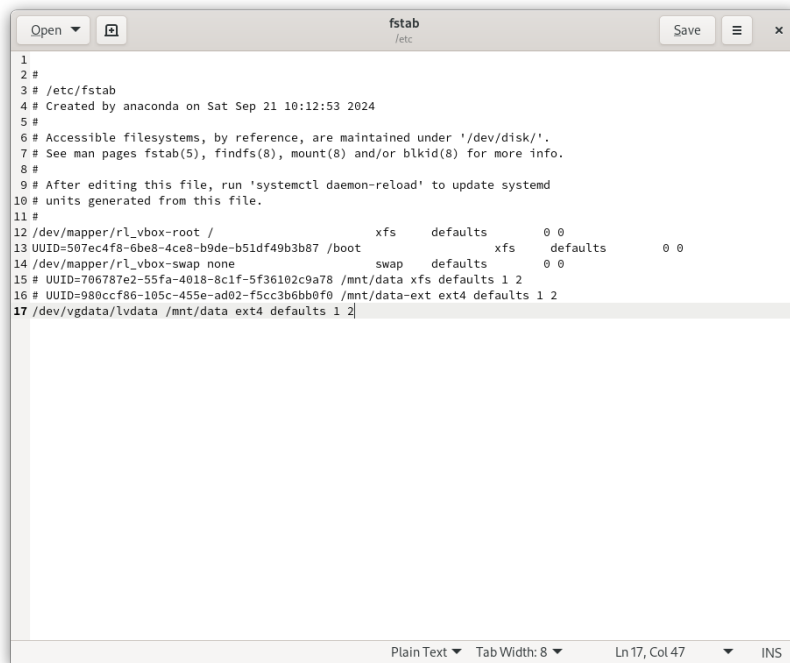 Open
fstab
/etc
Save
1
2 #
3 # /etc/fstab
4 # Created by anaconda on Sat Sep 21 10:12:53 2024
5 #
6 # Accessible filesystems, by reference, are maintained under '/dev/disk/'.
7 # See man pages fstab(5), findfs(8), mount(8) and/or blkid(8) for more info.
8 #
9 # After editing this file, run 'systemctl daemon-reload' to update systemd
10 # units generated from this file.
11 #
12 /dev/mapper/rl_vbox-root /                       xfs     defaults        0 0
13 UUID=507ec4f8-6be8-4ce8-b9de-b51df49b3b87 /boot                   xfs     defaults        0 0
14 /dev/mapper/rl_vbox-swap none                    swap    defaults        0 0
15 # UUID=706787e2-55fa-4018-8c1f-5f36102c9a78 /mnt/data xfs defaults 1 2
16 # UUID=980ccf86-105c-455e-ad02-f5cc3b6bb0f0 /mnt/data-ext ext4 defaults 1 2
17 /dev/vgdata/lvdata /mnt/data ext4 defaults 1 2
Plain Text Tab Width: 8 Ln 17, Col 47 INS